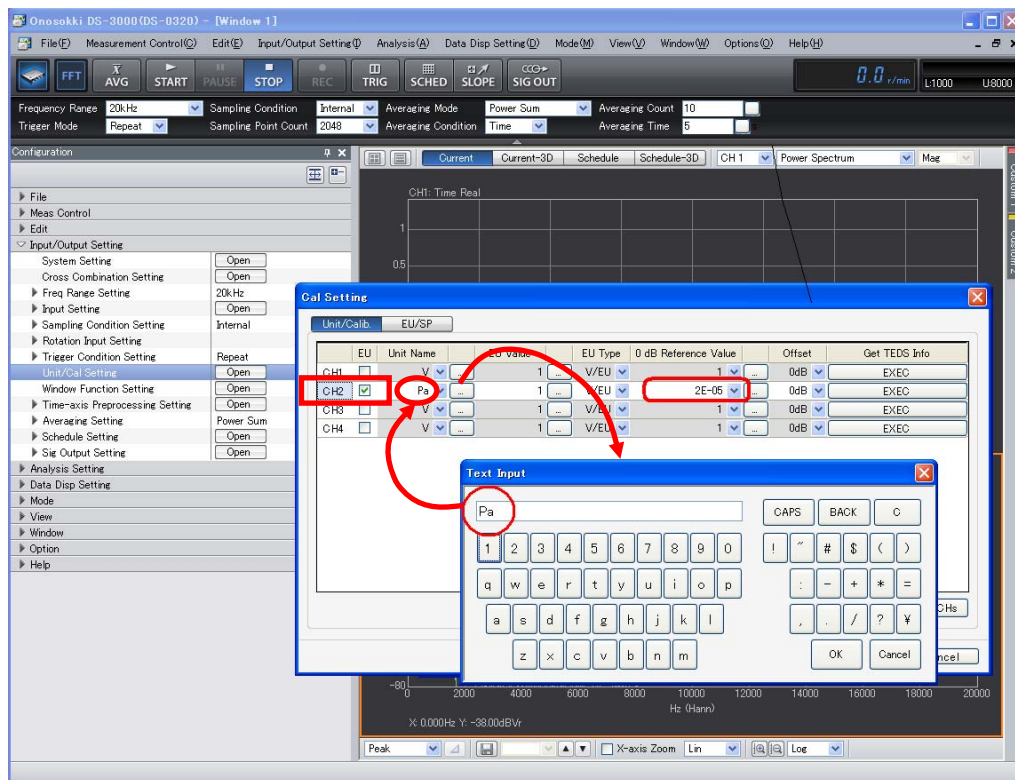 Onosokki DS-3000(DS-0320) - [Window 1]
File(F) Measurement Control(C) Edit(E) Input/Output Setting(I) Analysis(A) Data Disp Setting(D) Mode(M) View(V) Window(W) Options(O) Help(H)
FFT X AVG START PAUSE STOP REC TRIG SCHED SLOPE SIG OUT 0.0 r/min L:1000 U:8000
Frequency Range 20kHz Sampling Condition Internal Averaging Mode Power Sum Averaging Count 10
Trigger Mode Repeat Sampling Point Count 2048 Averaging Condition Time Averaging Time 5
Configuration
Current Current-3D Schedule Schedule-3D CH 1 Power Spectrum Mag
Custom 1
Custom 2
File
Meas Control
Edit
Input/Output Setting
System Setting Open
Cross Combination Setting Open
Freq Range Setting 20kHz
Input Setting Open
Sampling Condition Setting Internal
Rotation Input Setting
Trigger Condition Setting Repeat
Unit/Cal Setting Open
Window Function Setting Open
Time-axis Preprocessing Setting Open
Averaging Setting Power Sum
Schedule Setting Open
Sig Output Setting Open
Analysis Setting
Data Disp Setting
Mode
View
Window
Option
Help
CH1: Time Real
1
0.5
Cal Setting
Unit/Calib. EU/SP
EU Unit Name EU Value EU Type 0 dB Reference Value Offset Get TEDS Info
CH1 V ... 1 ... V/EU 1 ... 0dB EXEC
CH2 Pa ... 1 ... V/EU 2E-05 ... 0dB EXEC
CH3 V ... 1 ... V/EU 1 ... 0dB EXEC
CH4 V ... 1 ... V/EU 1 ... 0dB EXEC
CHs
Text Input
Pa CAPS BACK C
1 2 3 4 5 6 7 8 9 0 ! ~ # $ ( )
q w e r t y u i o p : - + * =
a s d f g h j k l , . / ? ¥
z x c v b n m OK Cancel
-80
0 2000 4000 6000 8000 10000 12000 14000 16000 18000 20000
Hz (Hann)
X: 0.000Hz Y: -38.00dBVr
Peak X-axis Zoom Lin Log